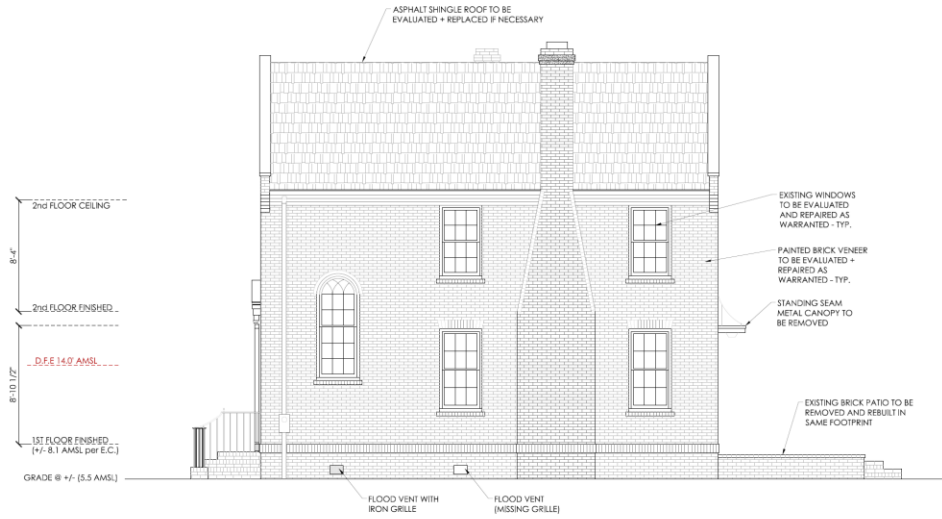 ASPHALT SHINGLE ROOF TO BE
EVALUATED + REPLACED IF NECESSARY
2nd FLOOR CEILING
8'-4"
2nd FLOOR FINISHED
D.F.E 14.0' AMSL
8'-10 1/2"
1ST FLOOR FINISHED
(+/- 8.1 AMSL per E.C.)
GRADE @ +/- (5.5 AMSL)
EXISTING WINDOWS
TO BE EVALUATED
AND REPAIRED AS
WARRANTED - TYP.
PAINTED BRICK VENEER
TO BE EVALUATED +
REPAIRED AS
WARRANTED - TYP.
STANDING SEAM
METAL CANOPY TO
BE REMOVED
EXISTING BRICK PATIO TO BE
REMOVED AND REBUILT IN
SAME FOOTPRINT
FLOOD VENT WITH
IRON GRILLE
FLOOD VENT
(MISSING GRILLE)